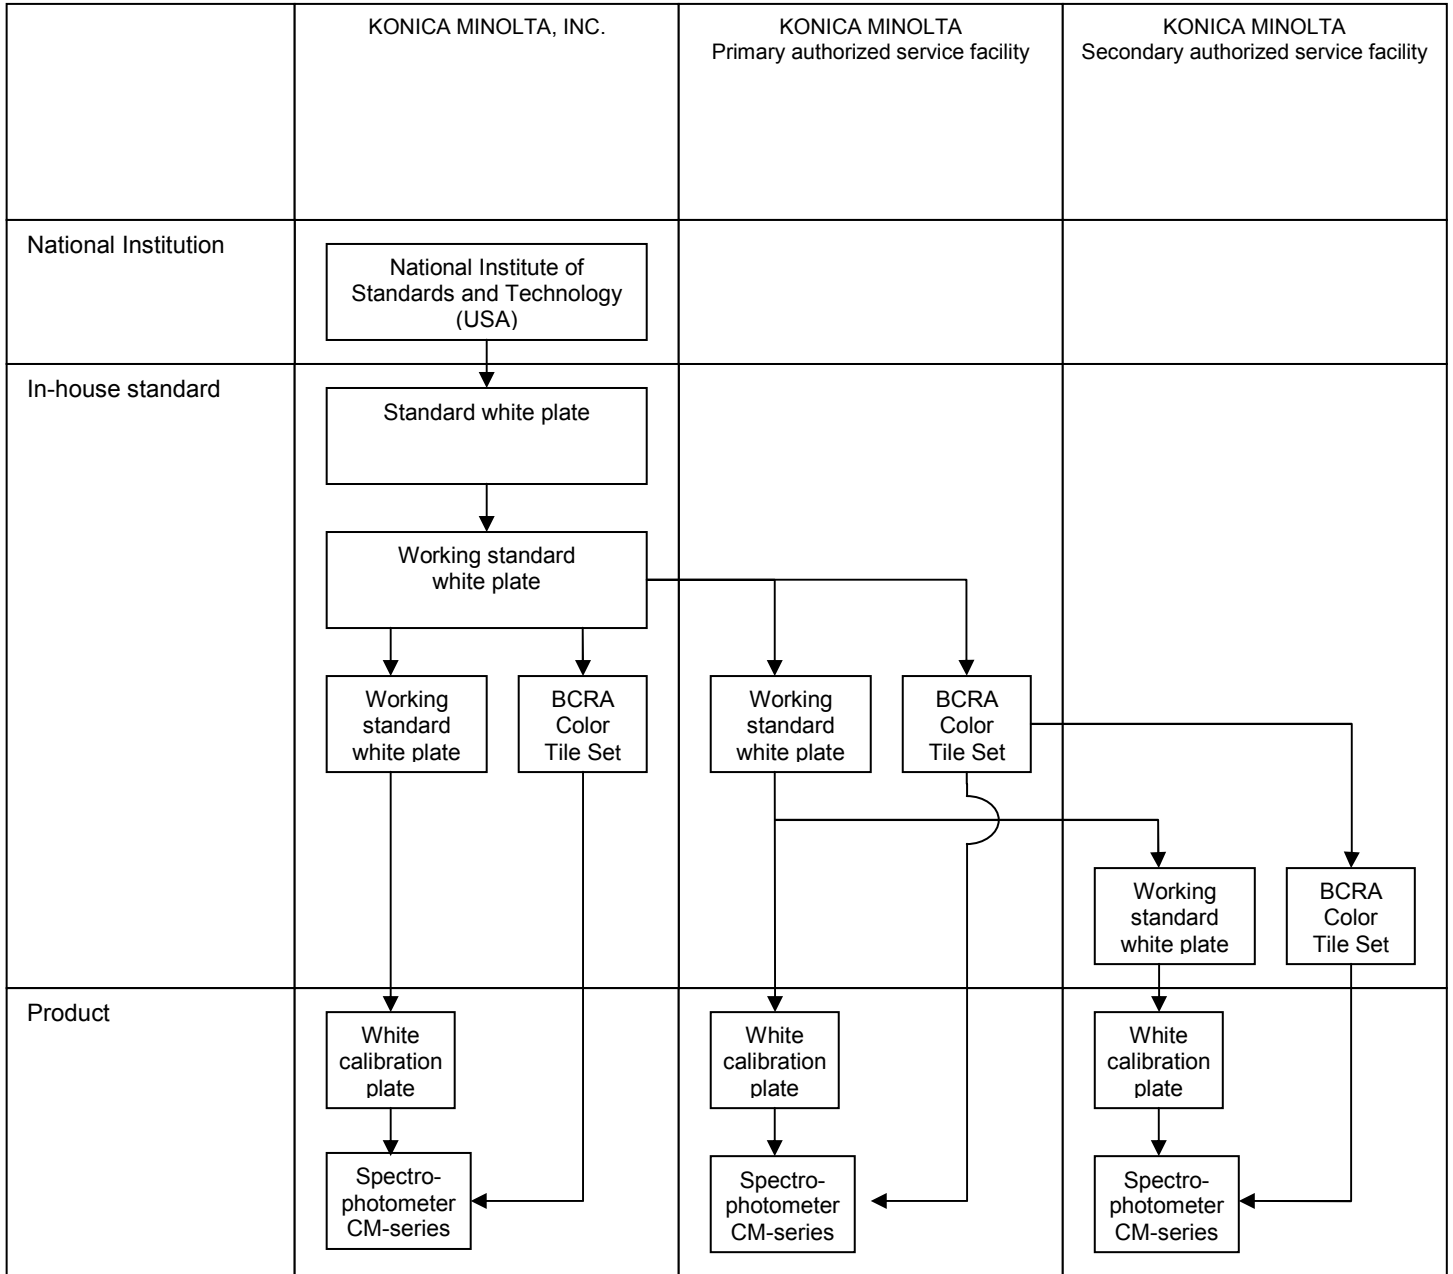 KONICA MINOLTA, INC.
KONICA MINOLTA
Primary authorized service facility
KONICA MINOLTA
Secondary authorized service facility
National Institution
National Institute of
Standards and Technology
(USA)
In-house standard
Standard white plate
Working standard
white plate
Working
standard
white plate
BCRA
Color
Tile Set
Working
standard
white plate
BCRA
Color
Tile Set
Working
standard
white plate
BCRA
Color
Tile Set
Product
White
calibration
plate
White
calibration
plate
White
calibration
plate
Spectro-
photometer
CM-series
Spectro-
photometer
CM-series
Spectro-
photometer
CM-series